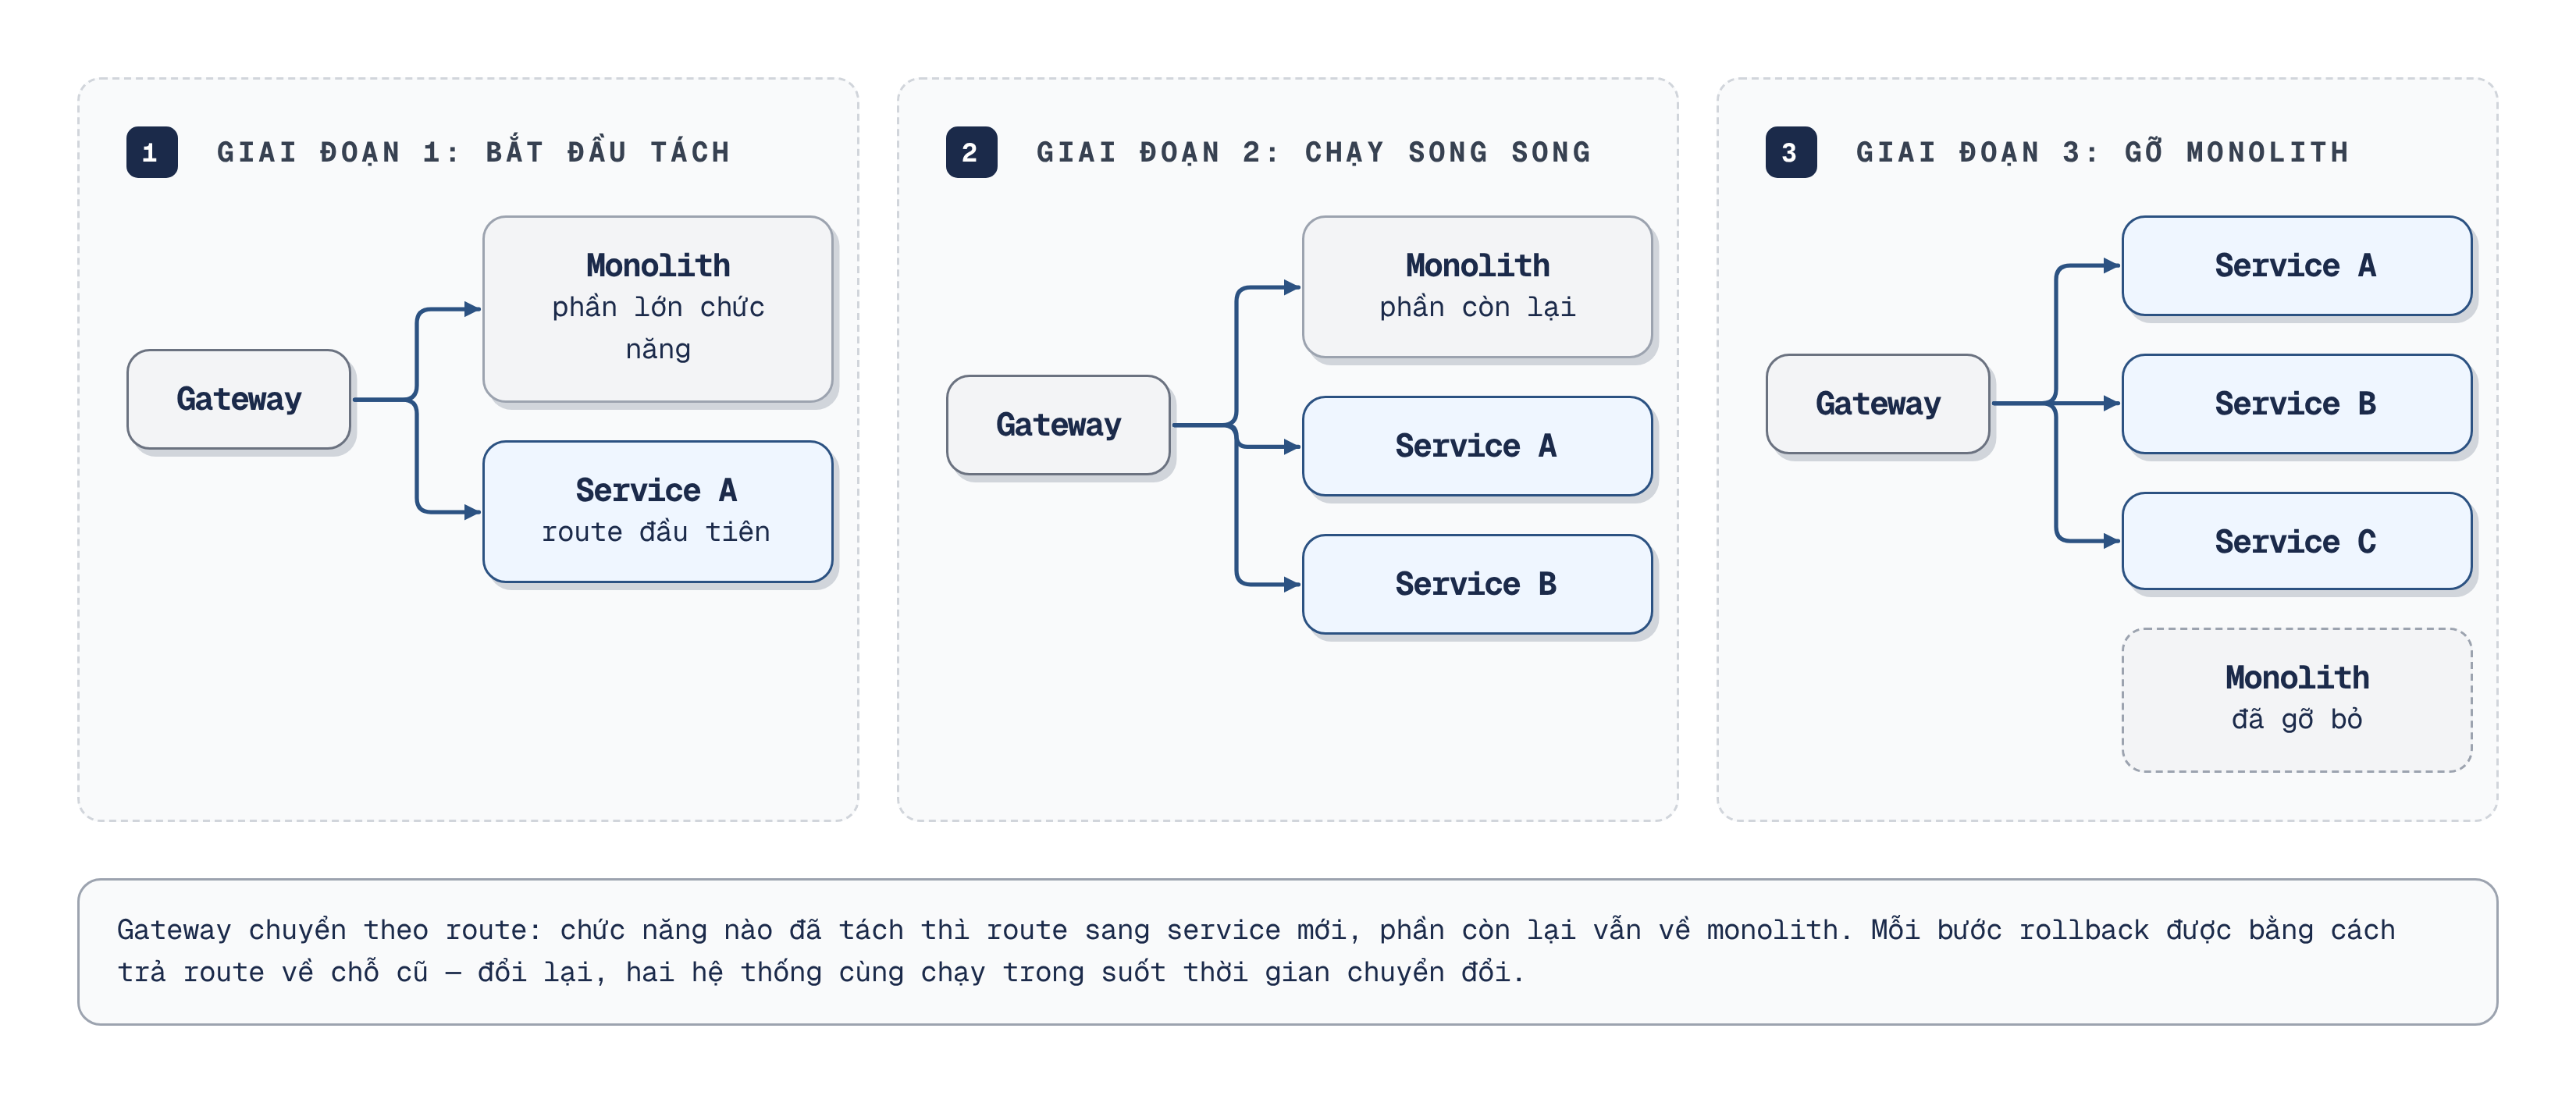 1 GIAI ĐOẠN 1: BẮT ĐẦU TÁCH
Monolith
phần lớn chức
năng
Gateway
Service A
route đầu tiên
2 GIAI ĐOẠN 2: CHẠY SONG SONG
Monolith
phần còn lại
Gateway
Service A
Service B
3 GIAI ĐOẠN 3: GỠ MONOLITH
Service A
Gateway
Service B
Service C
Monolith
đã gỡ bỏ
Gateway chuyển theo route: chức năng nào đã tách thì route sang service mới, phần còn lại vẫn về monolith. Mỗi bước rollback được bằng cách
trả route về chỗ cũ — đổi lại, hai hệ thống cùng chạy trong suốt thời gian chuyển đổi.